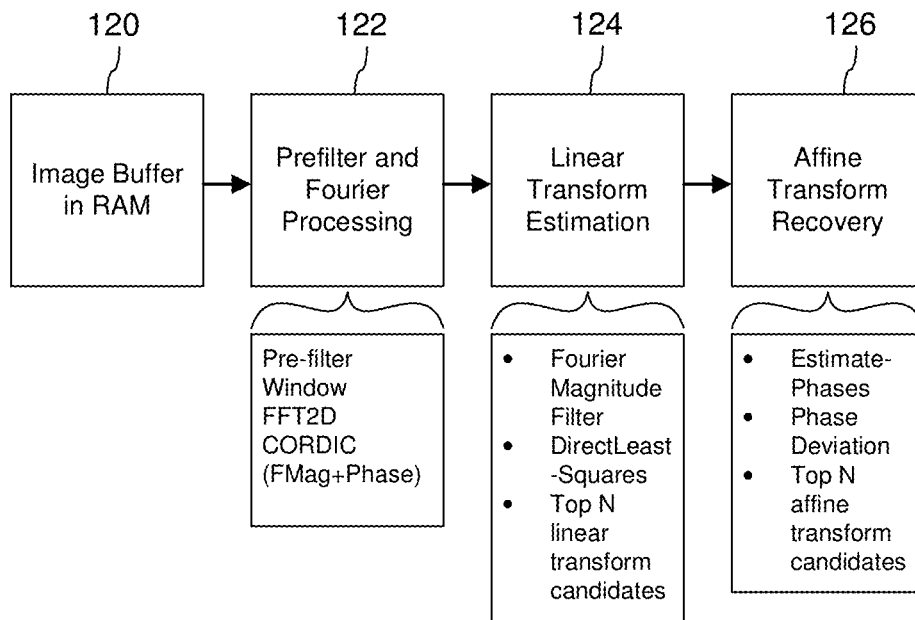 120
122
124
126
Image Buffer
in RAM
Prefilter and
Fourier
Processing
Linear
Transform
Estimation
Affine
Transform
Recovery
Pre-filter
Window
FFT2D
CORDIC
(FMag+Phase)
• Fourier
Magnitude
Filter
• DirectLeast
-Squares
• Top N
linear
transform
candidates
• Estimate-
Phases
• Phase
Deviation
• Top N
affine
transform
candidates